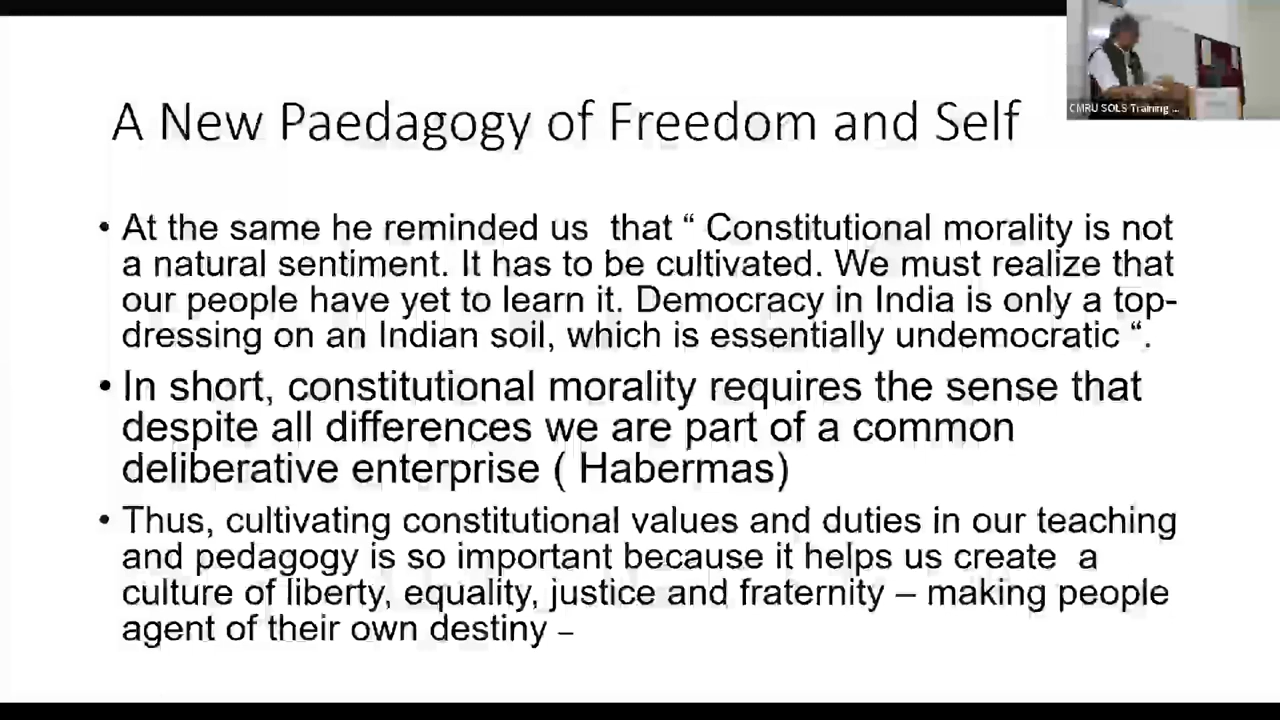 CMRU SOLS Training ...
A New Paedagogy of Freedom and Self
• At the same he reminded us that “ Constitutional morality is not
a natural sentiment. It has to be cultivated. We must realize that
our people have yet to learn it. Democracy in India is only a top-
dressing on an Indian soil, which is essentially undemocratic “.
• In short, constitutional morality requires the sense that
despite all differences we are part of a common
deliberative enterprise ( Habermas)
• Thus, cultivating constitutional values and duties in our teaching
and pedagogy is so important because it helps us create a
culture of liberty, equality, justice and fraternity – making people
agent of their own destiny –